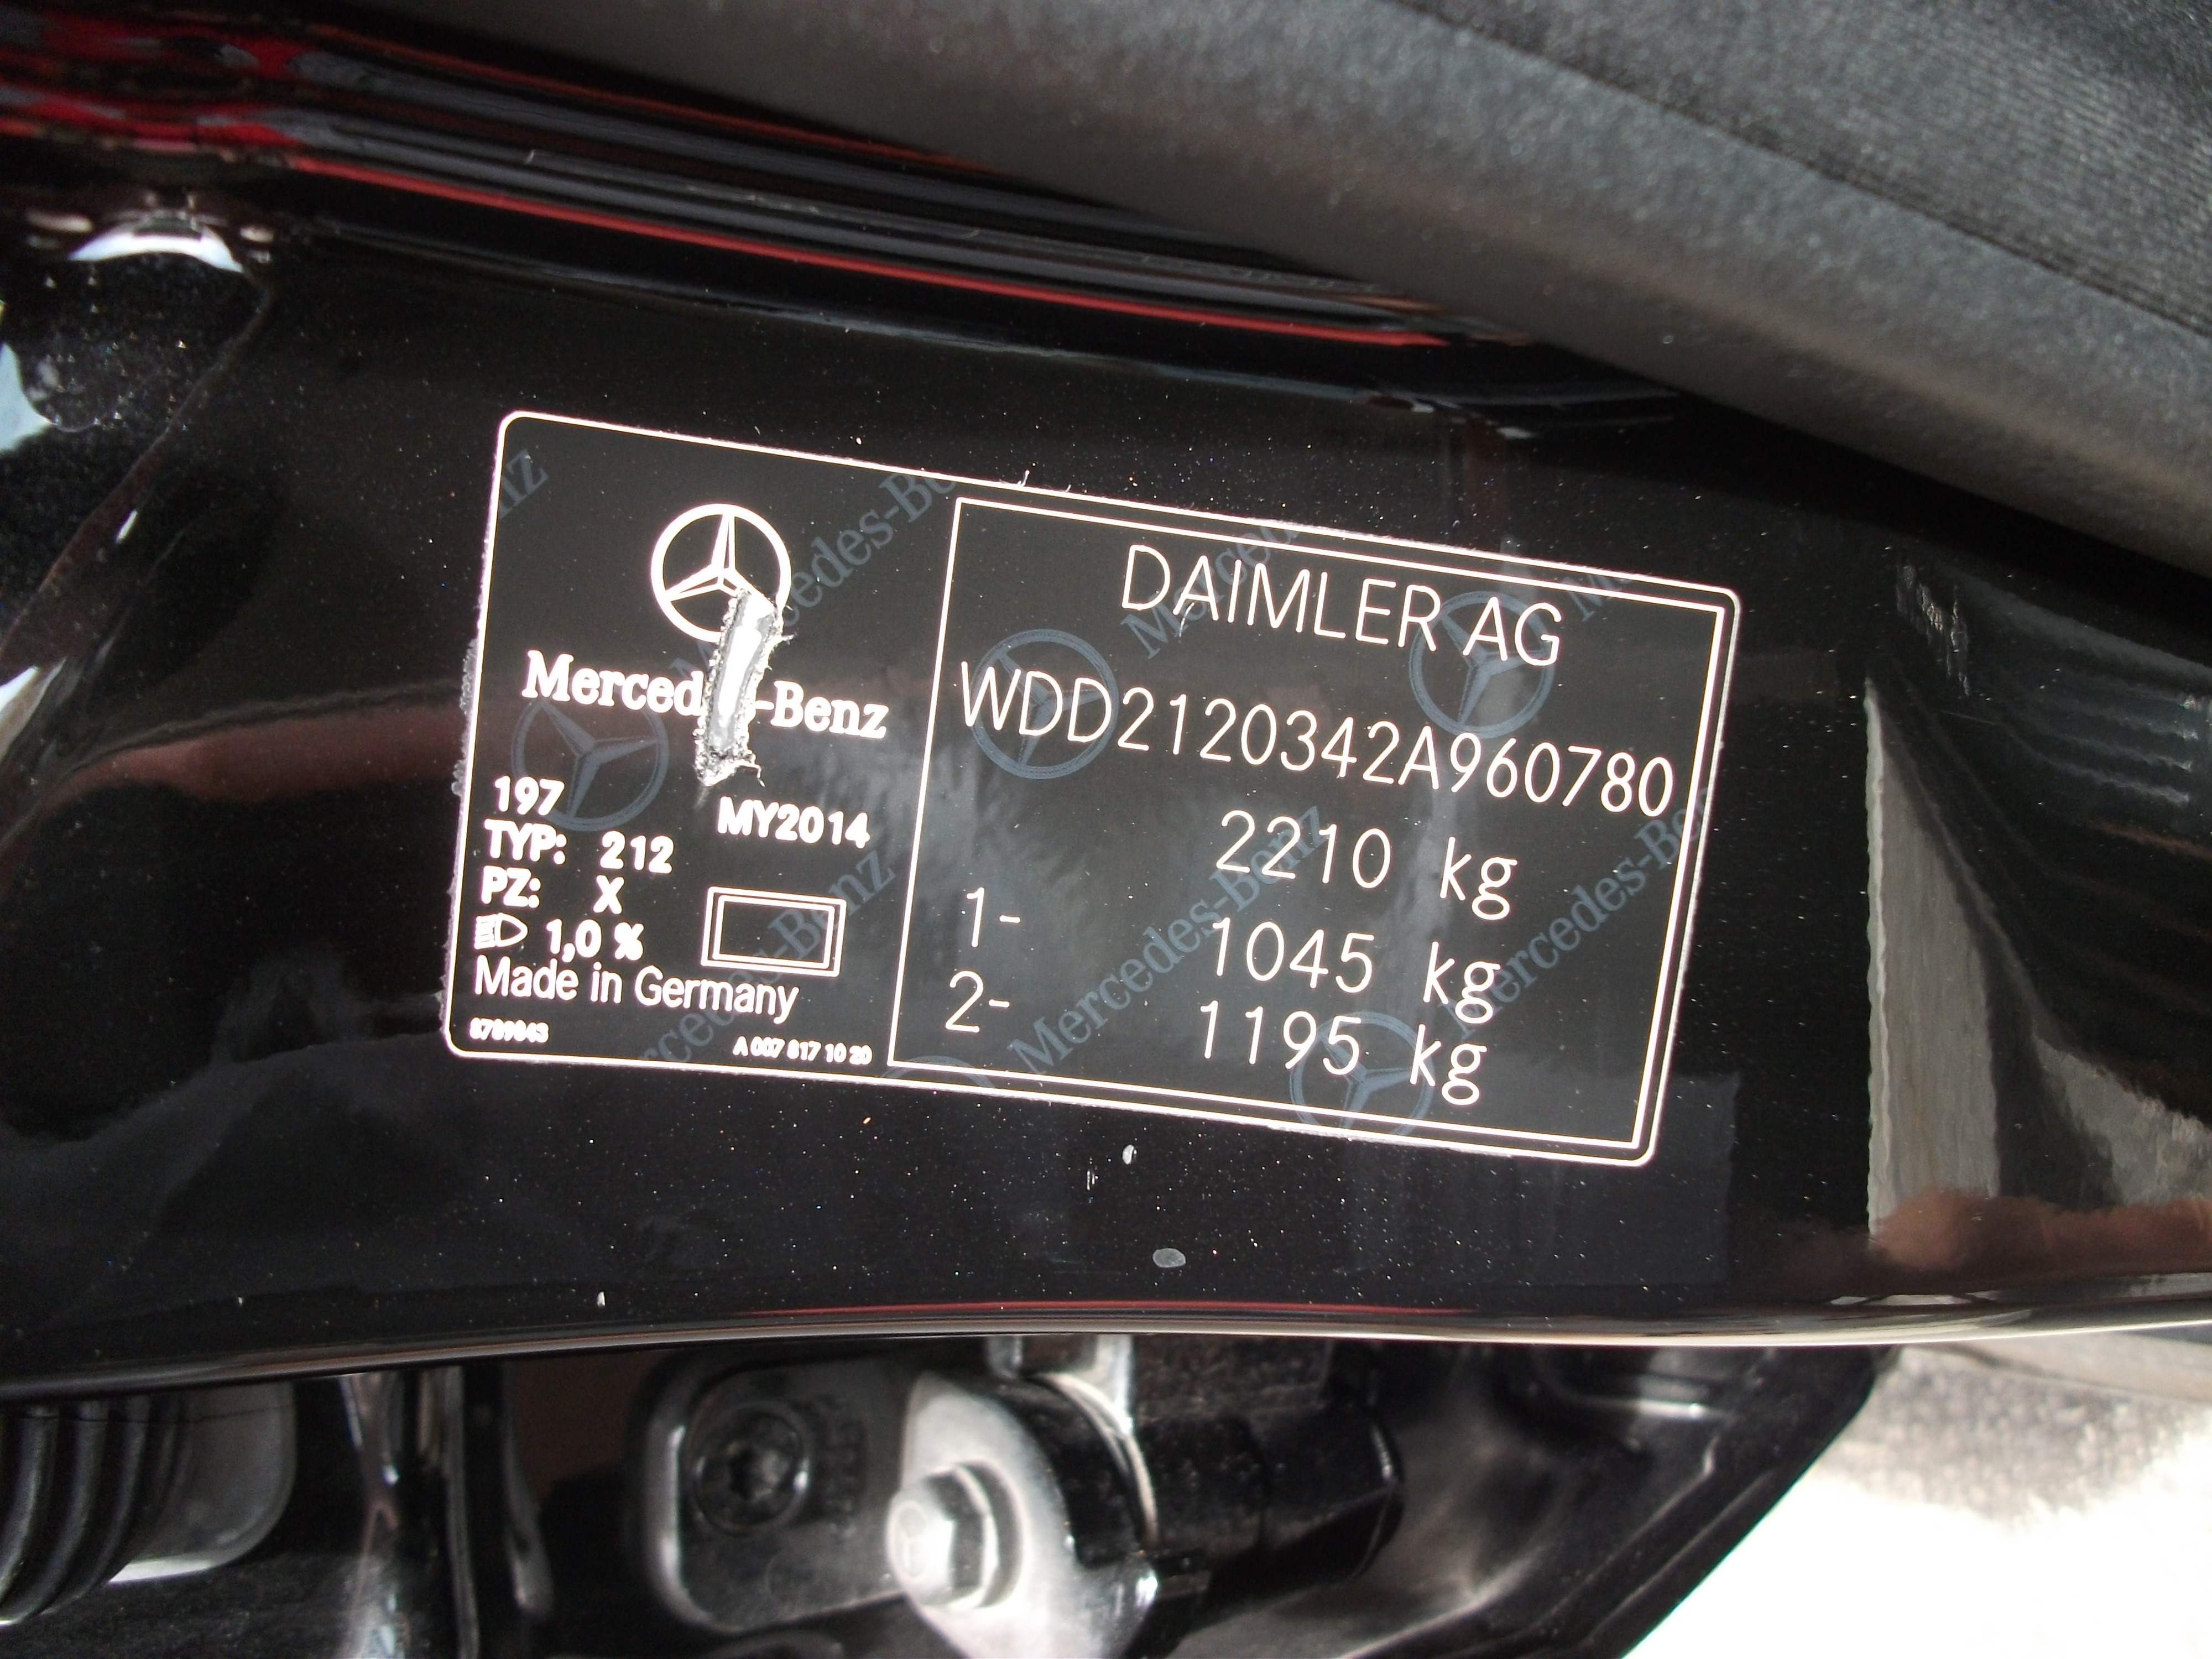 Mercedes-Benz
197
MY2014
TYP: 212
PZ: X
1,0 %
Made in Germany
A 007 817 10 20
DAIMLER AG
WDD2120342A960780
2210 kg
1- 1045 kg
2- 1195 kg